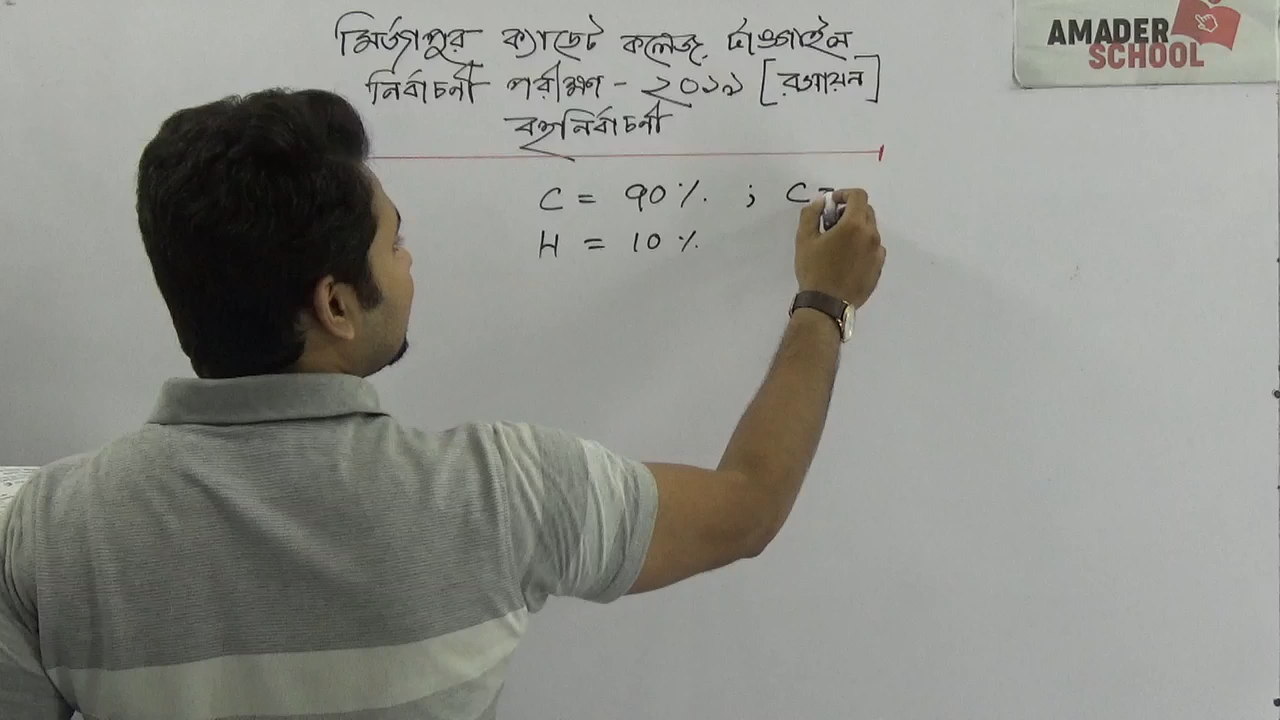 মির্জাপুর ক্যাডেট কলেজ, টাঙ্গাইল
নির্বাচনী পরীক্ষা - ২০১৯ [রসায়ন]
বহুনির্বাচনী
C = 90% ; C =
H = 10%
AMADER
SCHOOL